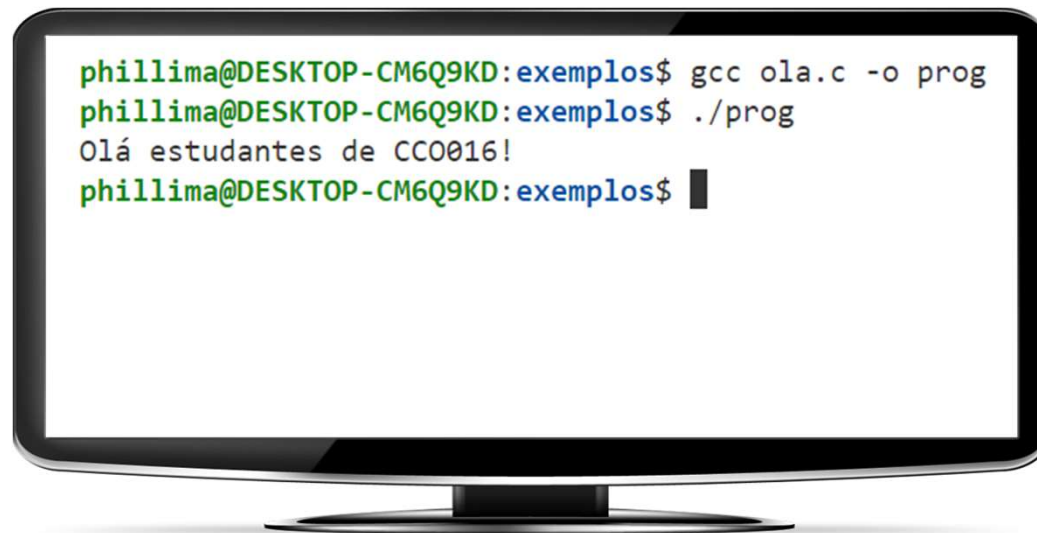 phillima@DESKTOP-CM6Q9KD:exemplos$ gcc ola.c -o prog
phillima@DESKTOP-CM6Q9KD:exemplos$ ./prog
Olá estudantes de CCO016!
phillima@DESKTOP-CM6Q9KD:exemplos$